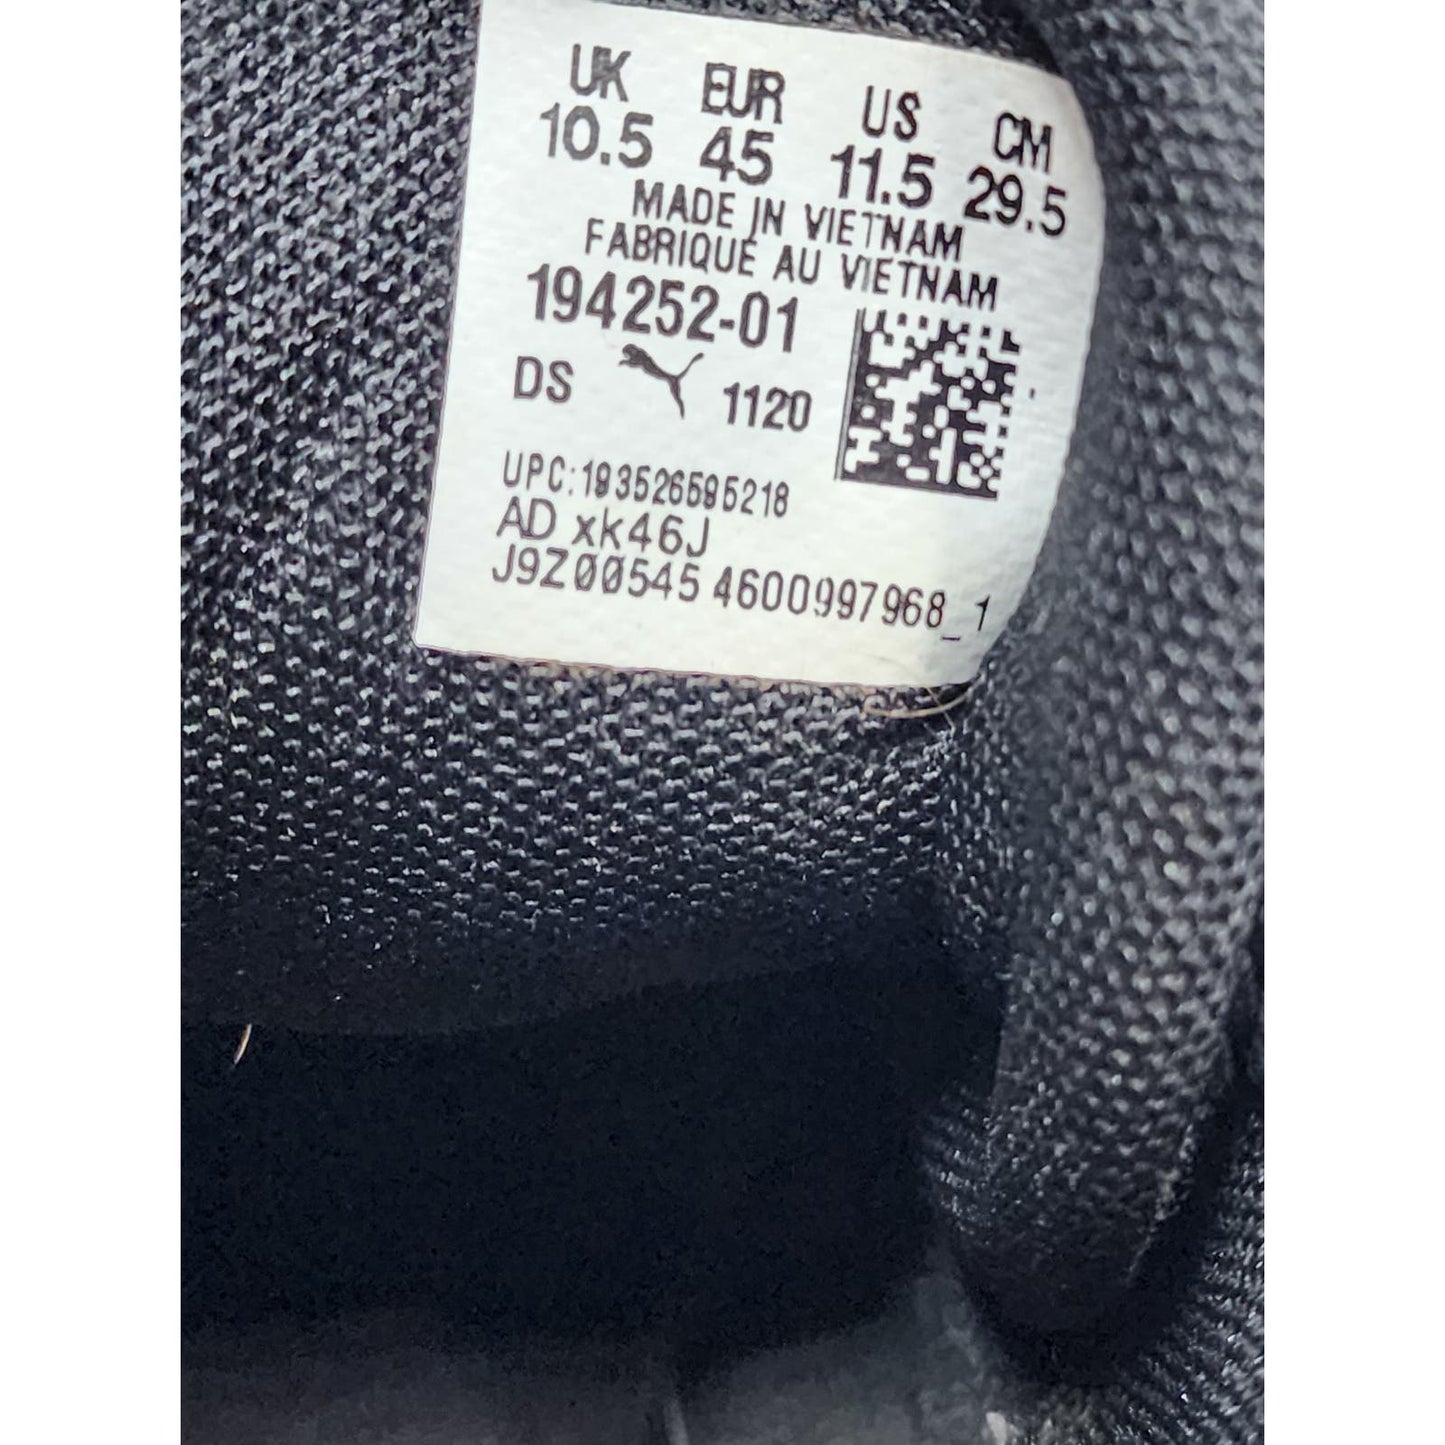 UK EUR US CM
10.5 45 11.5 29.5
MADE IN VIETNAM
FABRIQUÉ AU VIETNAM
194252-01
DS 1120
UPC:193526595218
AD xk46J
J9Z00545 4600997968_1